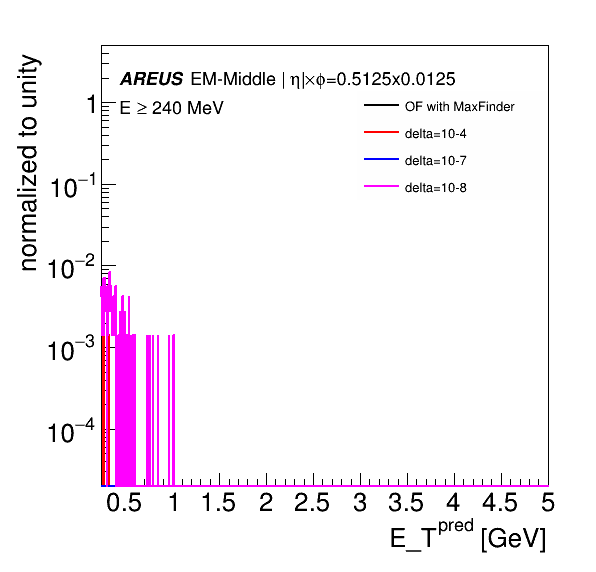 normalized to unity
AREUS EM-Middle | η|×ϕ=0.5125x0.0125
E ≥ 240 MeV
OF with MaxFinder
delta=10-4
delta=10-7
delta=10-8
1
10⁻¹
10⁻²
10⁻³
10⁻⁴
0.5 1 1.5 2 2.5 3 3.5 4 4.5 5
E_T^pred [GeV]